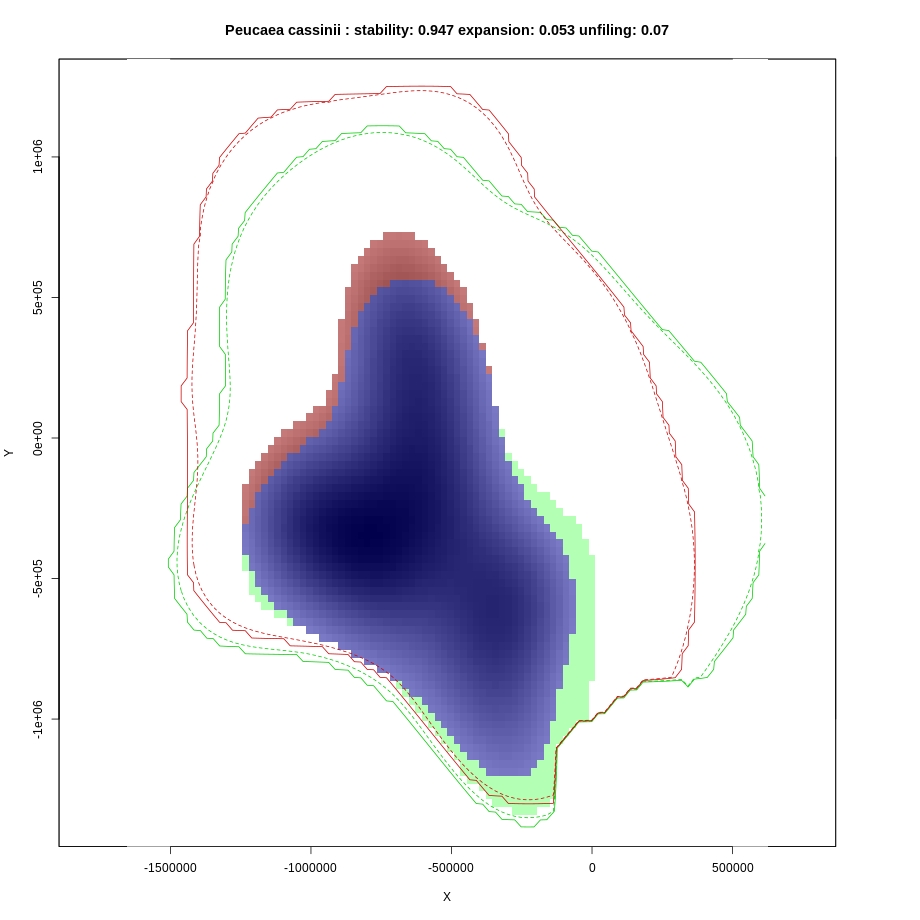 Peucaea cassinii : stability: 0.947 expansion: 0.053 unfiling: 0.07
1e+06
5e+05
0e+00
-5e+05
-1e+06
Y
-1500000 -1000000 -500000 0 500000
X